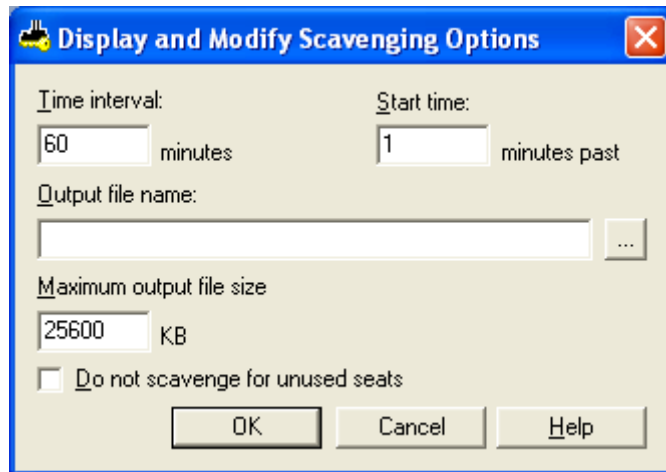 Display and Modify Scavenging Options
Time interval:
60 minutes
Start time:
1 minutes past
Output file name:
...
Maximum output file size
25600 KB
Do not scavenge for unused seats
OK Cancel Help